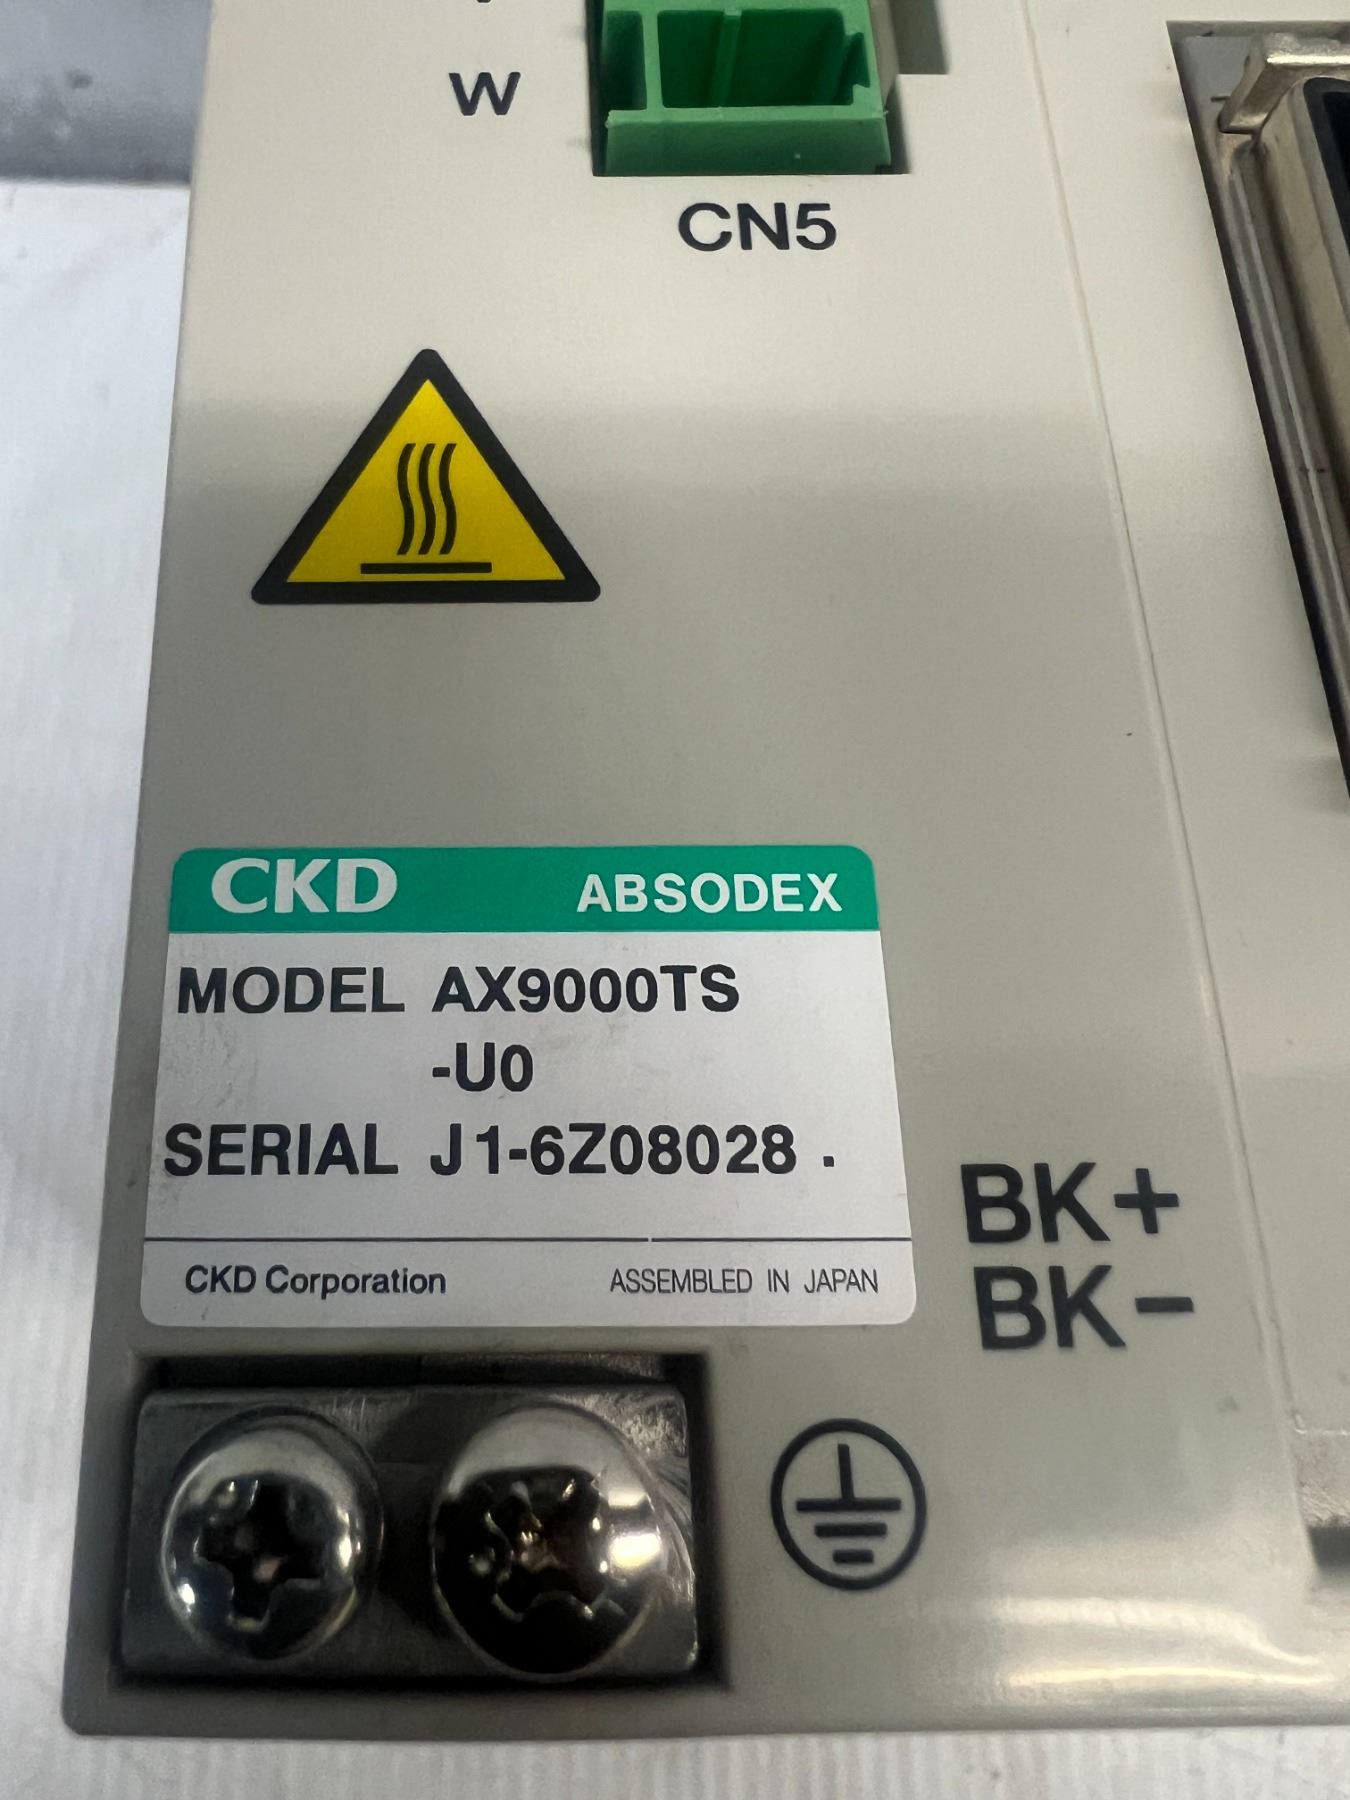 W
CN5
CKD ABSODEX
MODEL AX9000TS
-U0
SERIAL J1-6Z08028 .
CKD Corporation ASSEMBLED IN JAPAN
BK+
BK-